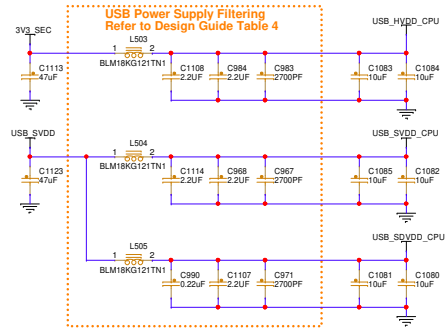 USB Power Supply Filtering
Refer to Design Guide Table 4
3V3_SEC
USB_HVDD_CPU
L503
1 2
BLM18KG121TN1
C1113
47uF
C1108
2.2UF
C984
2.2UF
C983
2700PF
C1083
10uF
C1084
10uF
USB_SVDD
USB_SVDD_CPU
L504
1 2
BLM18KG121TN1
C1123
47uF
C1114
2.2UF
C968
2.2UF
C967
2700PF
C1085
10uF
C1082
10uF
USB_SDVDD_CPU
L505
1 2
BLM18KG121TN1
C990
0.22uF
C1107
2.2UF
C971
2700PF
C1081
10uF
C1080
10uF